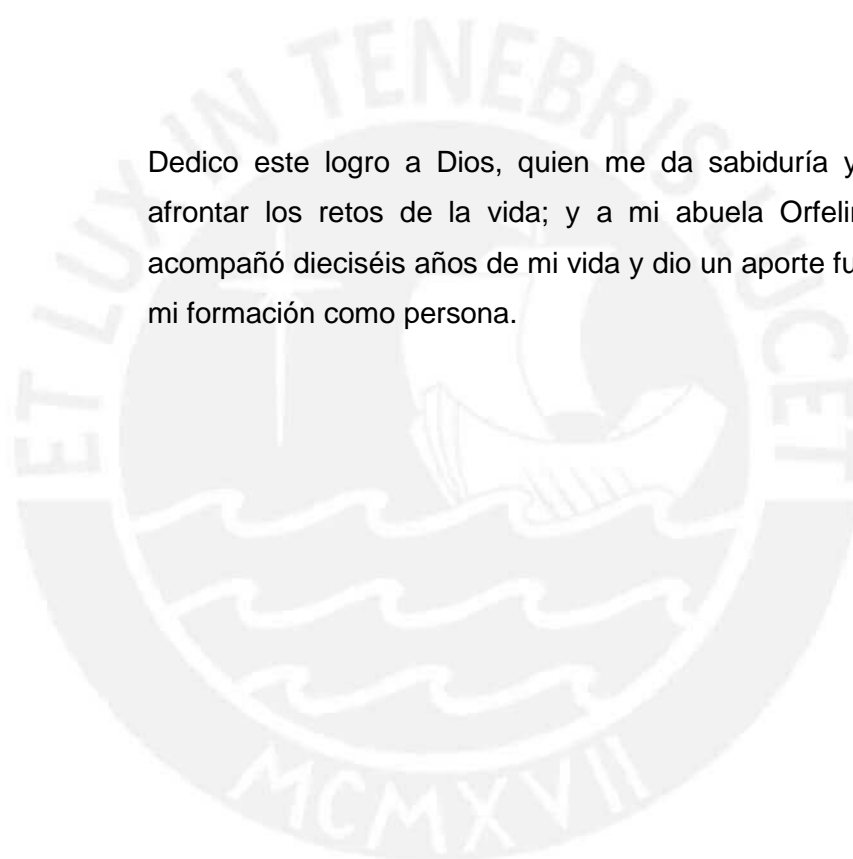 ET LUX IN TENEBRIS LUCET
Dedico este logro a Dios, quien me da sabiduría y
afrontar los retos de la vida; y a mi abuela
acompañó dieciséis años de mi vida y dio un aporte
mi formación como persona.
MCMXVII